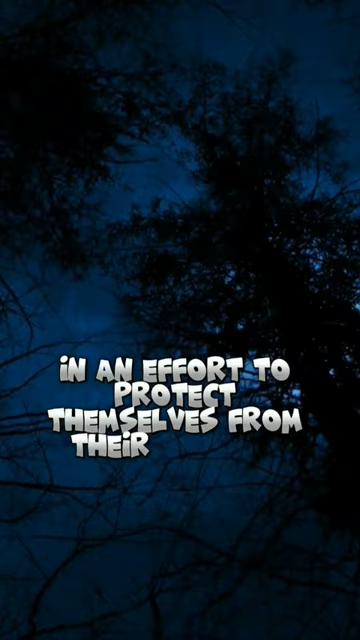 iN AN EFFORT TO
PROTECT
THEMSELVES FROM
THEiR